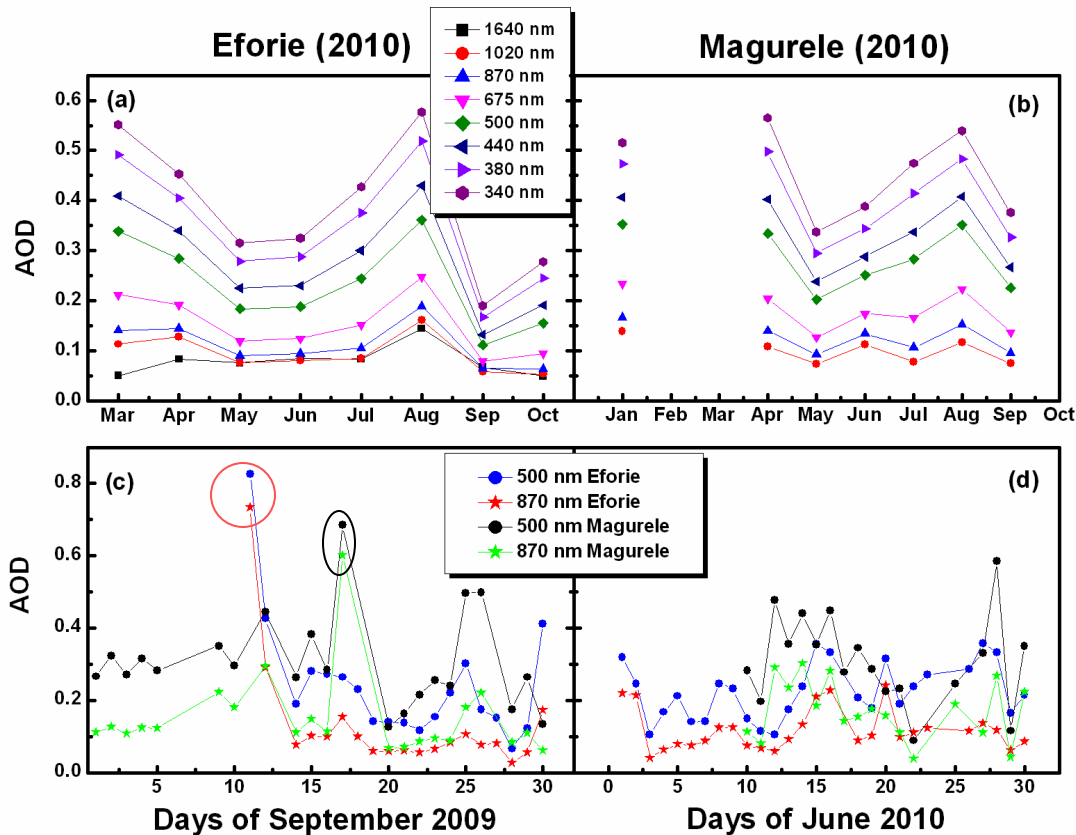 Eforie (2010)
Magurele (2010)
1640 nm
1020 nm
870 nm
675 nm
500 nm
440 nm
380 nm
340 nm
(a)
(b)
AOD
0.6
0.5
0.4
0.3
0.2
0.1
0.0
Mar Apr May Jun Jul Aug Sep Oct
Jan Feb Mar Apr May Jun Jul Aug Sep Oct
(c)
(d)
500 nm Eforie
870 nm Eforie
500 nm Magurele
870 nm Magurele
AOD
0.8
0.6
0.4
0.2
0.0
5 10 15 20 25 30
0 5 10 15 20 25 30
Days of September 2009
Days of June 2010